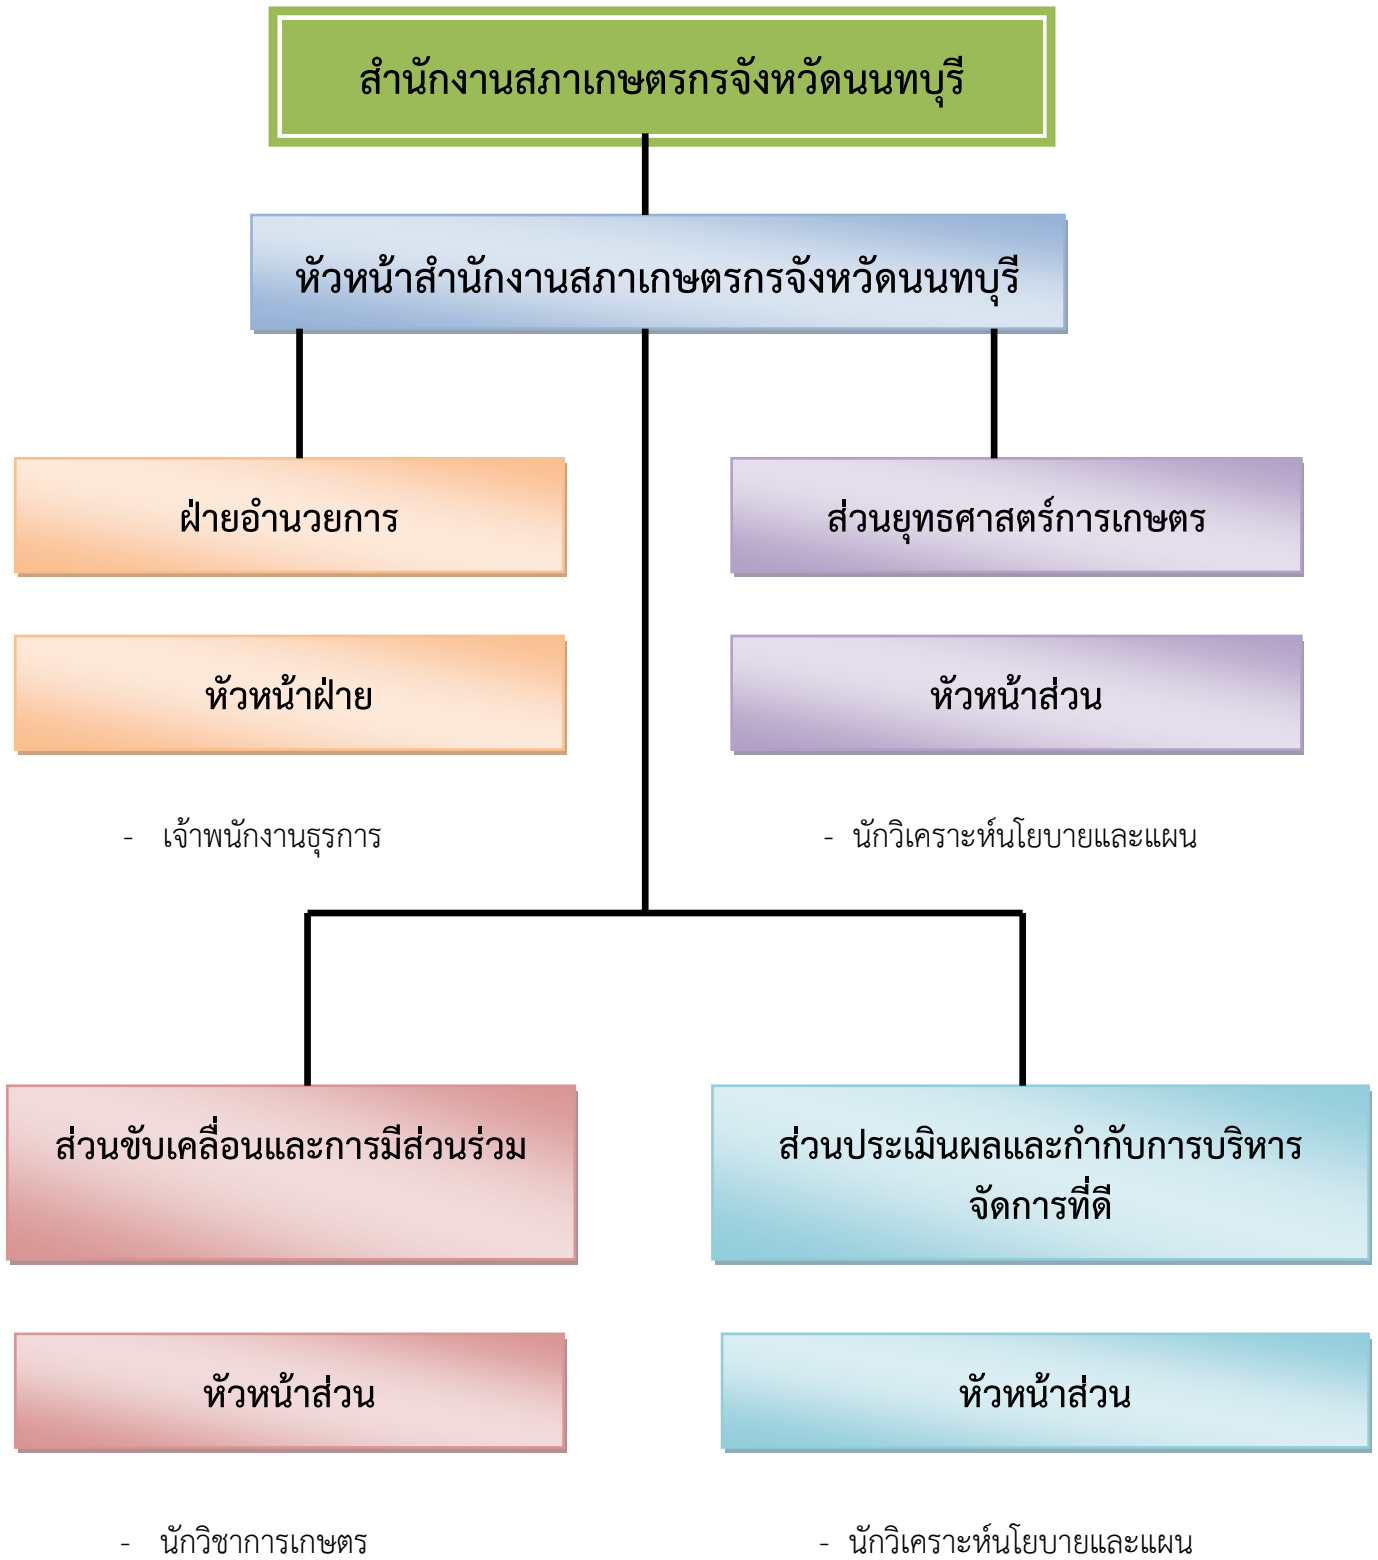 สำนักงานสภาเกษตรกรจังหวัดนนทบุรี
หัวหน้าสำนักงานสภาเกษตรกรจังหวัดนนทบุรี
ฝ่ายอำนวยการ
ส่วนยุทธศาสตร์การเกษตร
หัวหน้าฝ่าย
หัวหน้าส่วน
- เจ้าพนักงานธุรการ
- นักวิเคราะห์นโยบายและแผน
ส่วนขับเคลื่อนและการมีส่วนร่วม
ส่วนประเมินผลและกำกับการบริหาร
จัดการที่ดี
หัวหน้าส่วน
หัวหน้าส่วน
- นักวิชาการเกษตร
- นักวิเคราะห์นโยบายและแผน